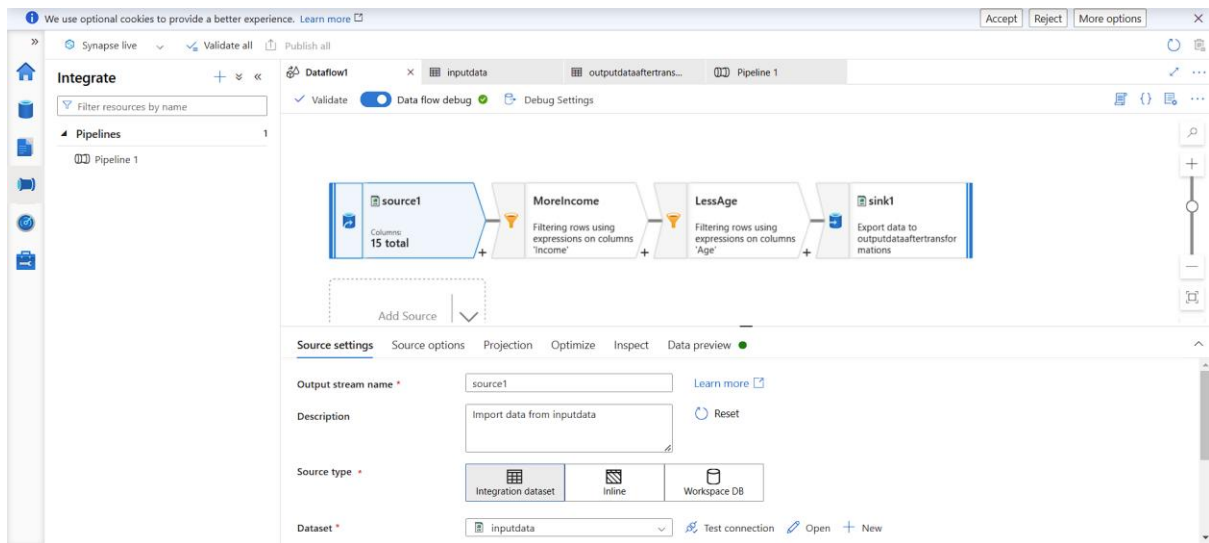 We use optional cookies to provide a better experience. Learn more
Accept
Reject
More options
Synapse live
Validate all
Publish all
Integrate
Filter resources by name
Pipelines
1
Pipeline 1
Dataflow1
inputdata
outputdataaftertrans...
Pipeline 1
Validate
Data flow debug
Debug Settings
source1
Columns:
15 total
MoreIncome
Filtering rows using
expressions on columns
'Income'
LessAge
Filtering rows using
expressions on columns
'Age'
sink1
Export data to
outputdataaftertransfor
mations
Add Source
Source settings
Source options
Projection
Optimize
Inspect
Data preview
Output stream name *
source1
Learn more
Description
Import data from inputdata
Reset
Source type *
Integration dataset
Inline
Workspace DB
Dataset *
inputdata
Test connection
Open
New